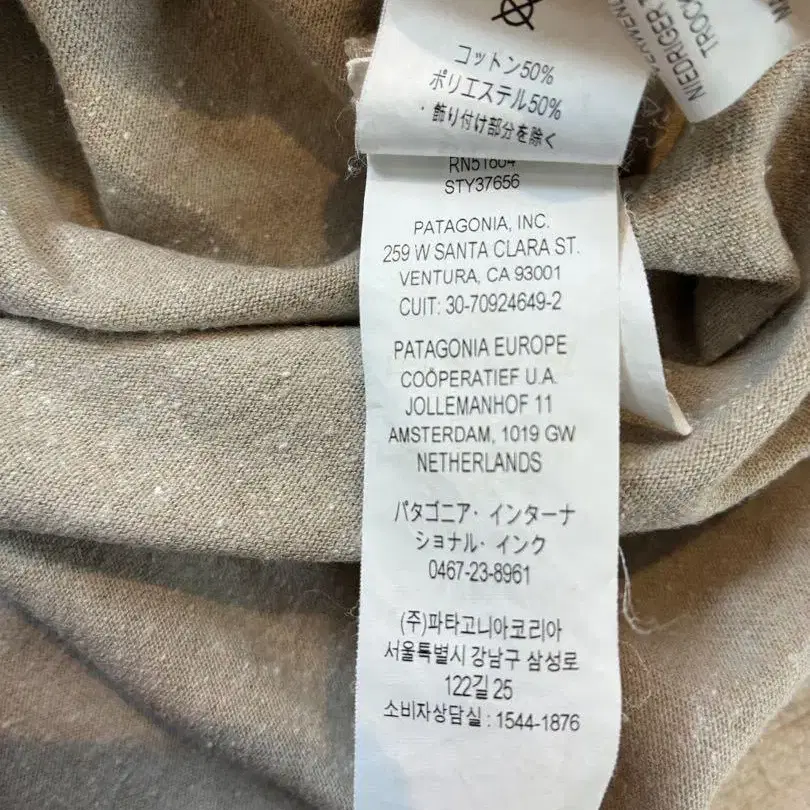 コットン50%
ポリエステル50%
・飾り付け部分を除く
RN51884
STY37656
PATAGONIA, INC.
259 W SANTA CLARA ST.
VENTURA, CA 93001
CUIT: 30-70924649-2
PATAGONIA EUROPE
COÖPERATIEF U.A.
JOLLEMANHOF 11
AMSTERDAM, 1019 GW
NETHERLANDS
パタゴニア・インターナ
ショナル・インク
0467-23-8961
(주)파타고니아코리아
서울특별시 강남구 삼성로
122길 25
소비자상담실 : 1544-1876
NIEDRIGER
TROCK